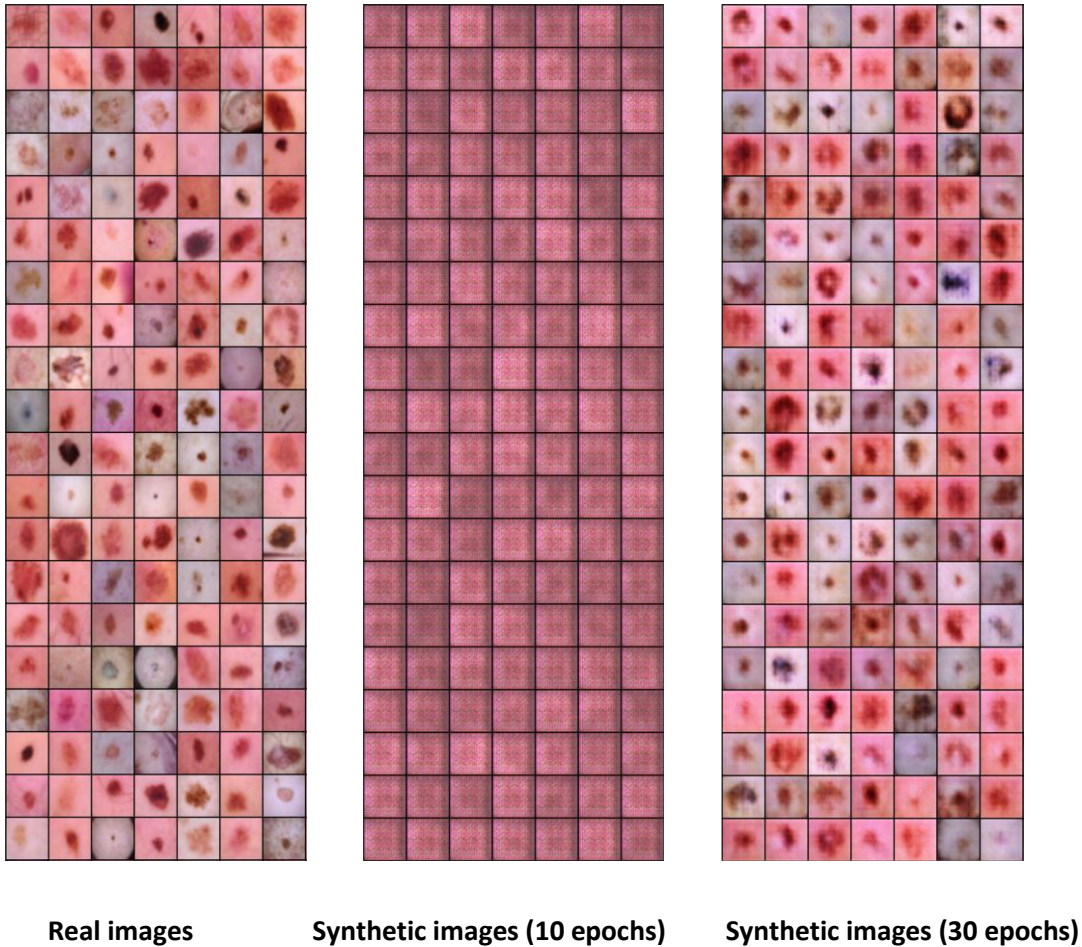 Real images
Synthetic images (10 epochs)
Synthetic images (30 epochs)